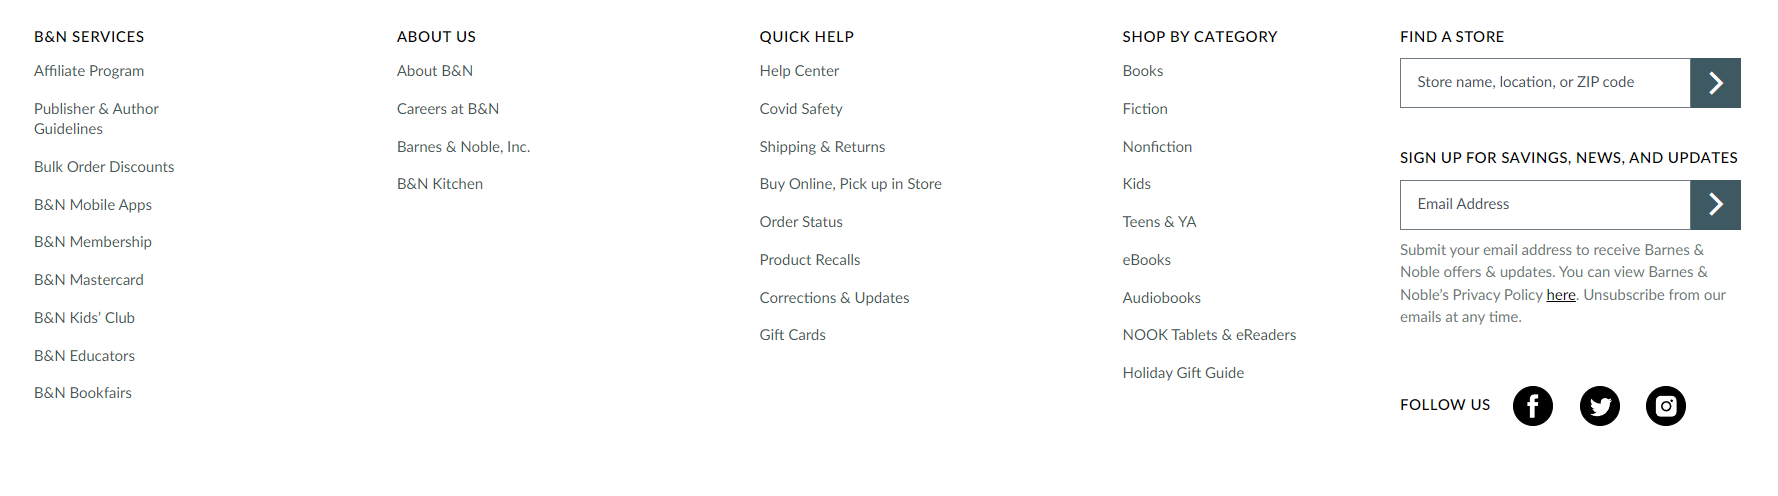 B&N SERVICES
Affiliate Program
Publisher & Author
Guidelines
Bulk Order Discounts
B&N Mobile Apps
B&N Membership
B&N Mastercard
B&N Kids’ Club
B&N Educators
B&N Bookfairs
ABOUT US
About B&N
Careers at B&N
Barnes & Noble, Inc.
B&N Kitchen
QUICK HELP
Help Center
Covid Safety
Shipping & Returns
Buy Online, Pick up in Store
Order Status
Product Recalls
Corrections & Updates
Gift Cards
SHOP BY CATEGORY
Books
Fiction
Nonfiction
Kids
Teens & YA
eBooks
Audiobooks
NOOK Tablets & eReaders
Holiday Gift Guide
FIND A STORE
Store name, location, or ZIP code
SIGN UP FOR SAVINGS, NEWS, AND UPDATES
Email Address
Submit your email address to receive Barnes &
Noble offers & updates. You can view Barnes &
Noble’s Privacy Policy here. Unsubscribe from our
emails at any time.
FOLLOW US